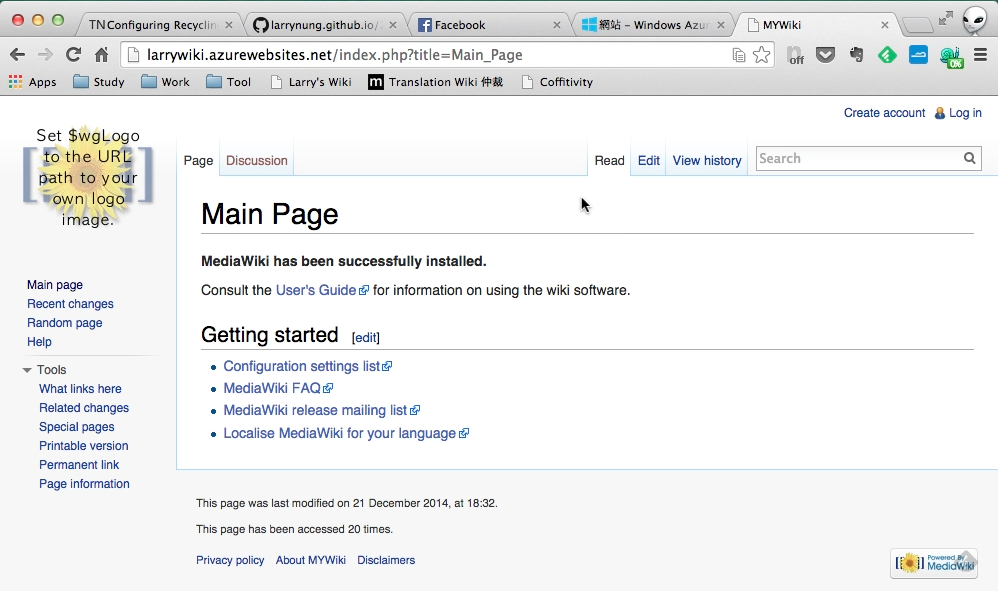 TN Configuring Recyclin
larrynung.github.io/2
Facebook
網站 – Windows Azur
MYWiki
larrywiki.azurewebsites.net/index.php?title=Main_Page
off
0%
Apps Study Work Tool Larry's Wiki m Translation Wiki 仲裁 Coffitivity
Create account Log in
Set $wgLogo
to the URL
path to your
own logo
image.
Page Discussion Read Edit View history Search
Main Page
MediaWiki has been successfully installed.
Consult the User's Guide for information on using the wiki software.
Getting started [edit]
Configuration settings list
MediaWiki FAQ
MediaWiki release mailing list
Localise MediaWiki for your language
Main page
Recent changes
Random page
Help
Tools
What links here
Related changes
Special pages
Printable version
Permanent link
Page information
This page was last modified on 21 December 2014, at 18:32.
This page has been accessed 20 times.
Privacy policy About MYWiki Disclaimers
Powered By
MediaWiki